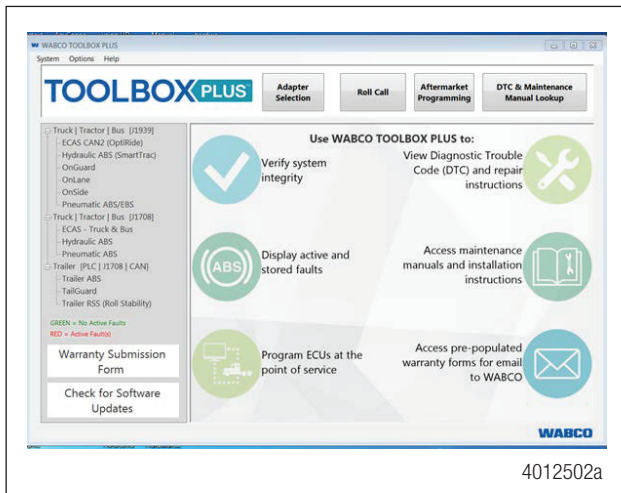 WABCO TOOLBOX PLUS
System Options Help
TOOLBOX PLUS
Adapter
Selection
Roll Call
Aftermarket
Programming
DTC & Maintenance
Manual Lookup
Truck | Tractor | Bus [J1939]
ECAS CAN2 (OptiRide)
Hydraulic ABS (SmartTrac)
OnGuard
OnLane
OnSide
Pneumatic ABS/EBS
Truck | Tractor | Bus [J1708]
ECAS - Truck & Bus
Hydraulic ABS
Pneumatic ABS
Trailer [PLC | J1708 | CAN]
Trailer ABS
TailGuard
Trailer RSS (Roll Stability)
GREEN = No Active Faults
RED = Active Fault(s)
Warranty Submission
Form
Check for Software
Updates
Use WABCO TOOLBOX PLUS to:
Verify system
integrity
View Diagnostic Trouble
Code (DTC) and repair
instructions
ABS
Display active and
stored faults
Access maintenance
manuals and installation
instructions
Program ECUs at the
point of service
Access pre-populated
warranty forms for email
to WABCO
WABCO
4012502a